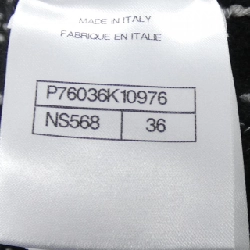 MADE IN ITALY
FABRIQUE EN ITALIE
P76036K10976
NS568 36